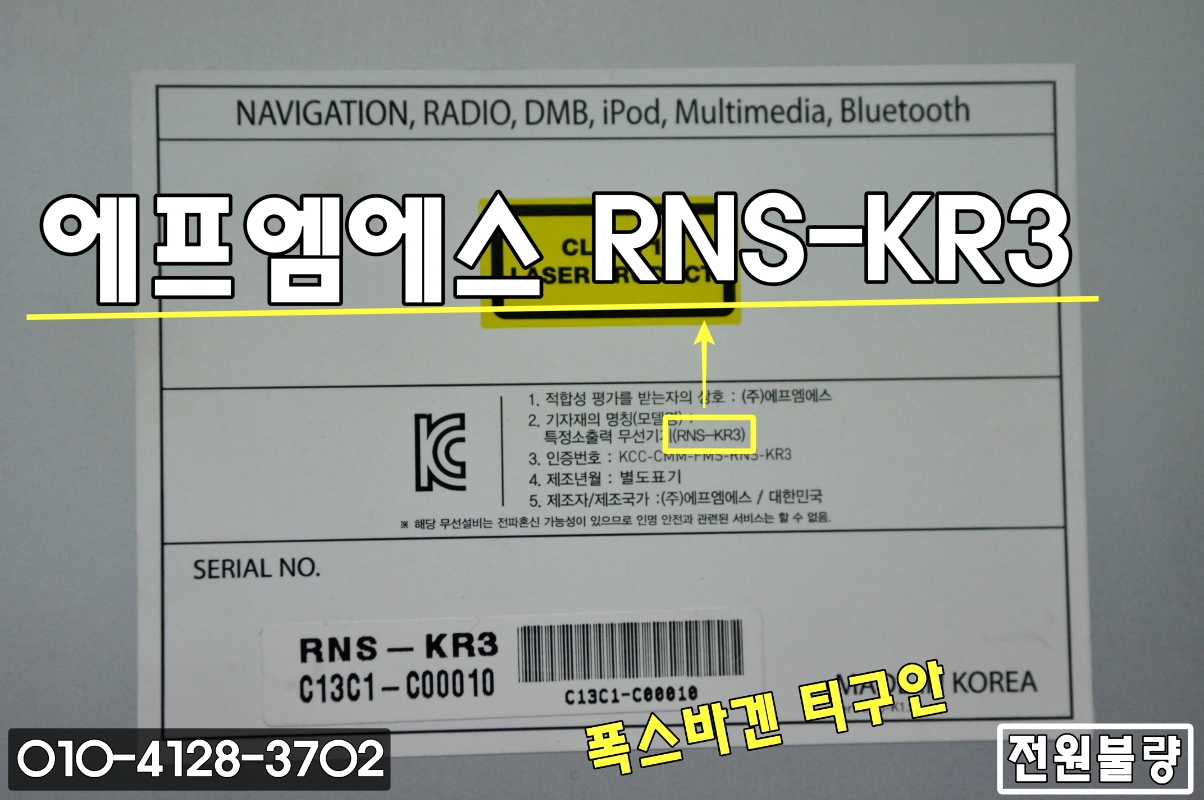 NAVIGATION, RADIO, DMB, iPod, Multimedia, Bluetooth
에프엠에스 RNS-KR3
LASER
1. 적합성 평가를 받는자의 상호 : (주)에프엠에스
2. 기자재의 명칭(모델명) :
특정소출력 무선기기(RNS-KR3)
3. 인증번호 : KCC-CMM-FMS-RNS-KR3
4. 제조년월 : 별도표기
5. 제조자/제조국가 :(주)에프엠에스 / 대한민국
※ 해당 무선설비는 전파혼신 가능성이 있으므로 인명 안전과 관련된 서비스는 할 수 없음.
SERIAL NO.
RNS – KR3
C13C1 – C00010
C13C1-C00010
KOREA
폭스바겐 티구안
010-4128-3702
전원불량